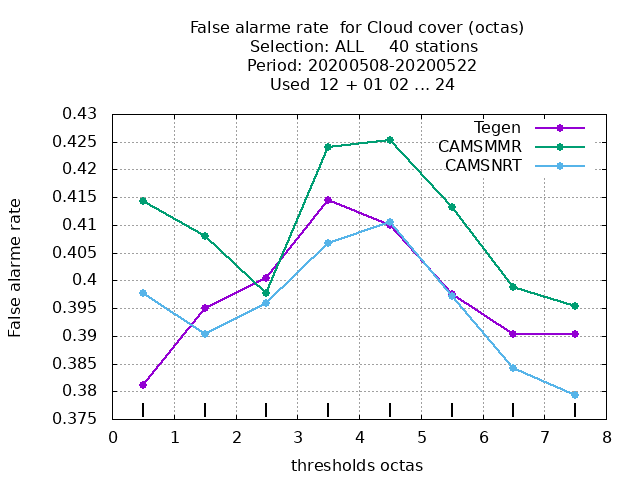 False alarme rate  for Cloud cover (octas)
Selection: ALL     40 stations
Period: 20200508-20200522
Used  12 + 01 02 ... 24
Tegen
CAMSMMR
CAMSNRT
False alarme rate
0.43
0.425
0.42
0.415
0.41
0.405
0.4
0.395
0.39
0.385
0.38
0.375
0 1 2 3 4 5 6 7 8
thresholds octas